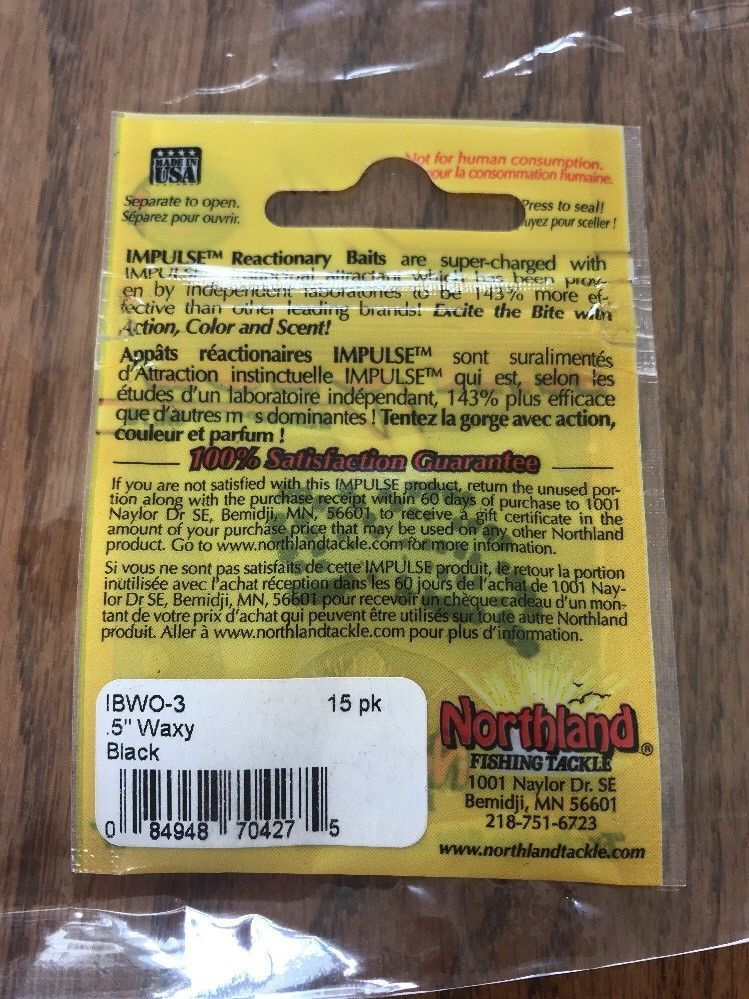 MADE IN
USA
Not for human consumption.
our la consommation humaine.
Separate to open.
Séparez pour ouvrir.
Press to seal!
uyez pour sceller !
IMPULSE™ Reactionary Baits are super-charged with
attractant which has been prov-
en by independent laboratories to be 143% more ef-
fective than other leading brands! Excite the Bite with
Action, Color and Scent!
Appâts réactionaires IMPULSE™ sont suralimentés
d'Attraction instinctuelle IMPULSE™ qui est, selon les
études d'un laboratoire indépendant, 143% plus efficace
que d'autres m s dominantes ! Tentez la gorge avec action,
couleur et parfum !
100% Satisfaction Guarantee
If you are not satisfied with this IMPULSE product, return the unused por-
tion along with the purchase receipt within 60 days of purchase to 1001
Naylor Dr SE, Bemidji, MN, 56601 to receive a gift certificate in the
amount of your purchase price that may be used on any other Northland
product. Go to www.northlandtackle.com for more information.
Si vous ne sont pas satisfaits de cette IMPULSE produit, le retour la portion
inutilisée avec l'achat réception dans les 60 jours de l'achat de 1001 Nay-
lor Dr SE, Bemidji, MN, 56601 pour recevoir un chèque cadeau d'un mon-
tant de votre prix d'achat qui peuvent être utilisés sur toute autre Northland
produit. Aller à www.northlandtackle.com pour plus d'information.
IBWO-3 15 pk
.5" Waxy
Black
0 84948 70427 5
Northland®
FISHING TACKLE
1001 Naylor Dr. SE
Bemidji, MN 56601
218-751-6723
www.northlandtackle.com